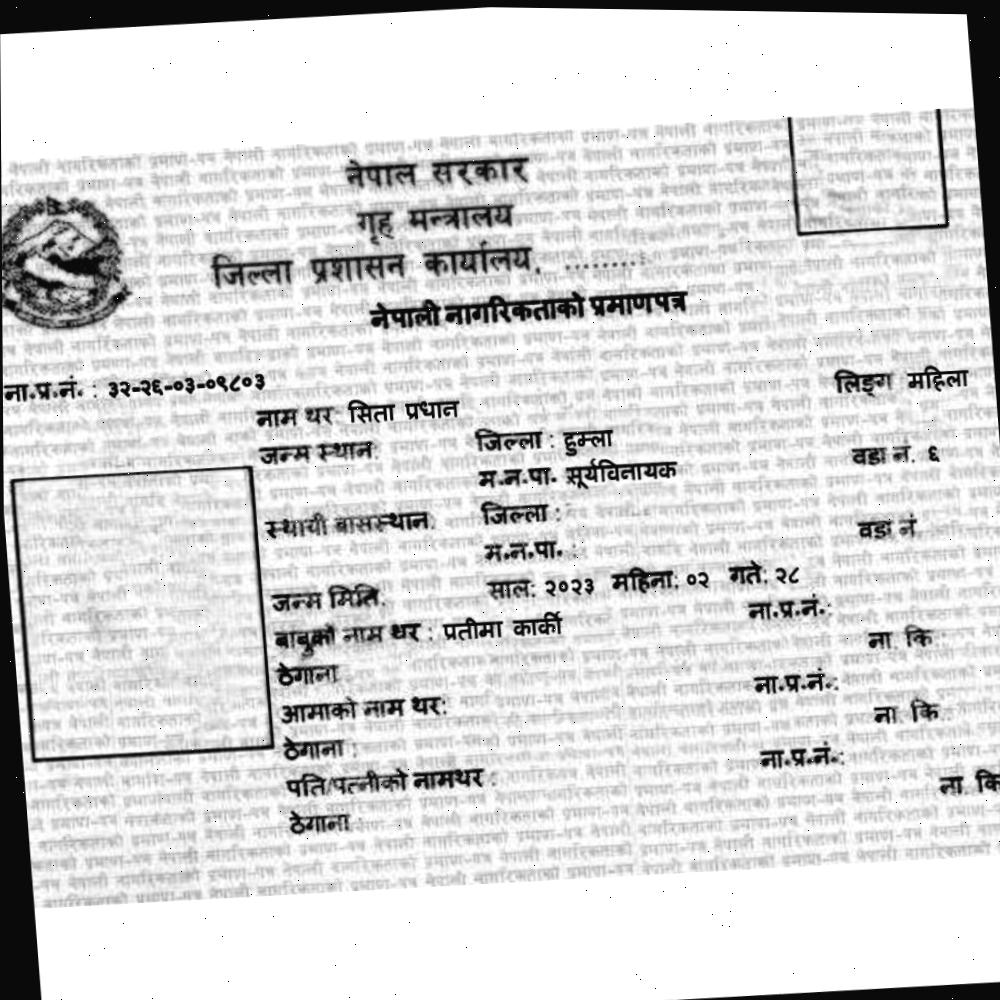 नेपाल सरकार
गृह मन्त्रालय
जिल्ला प्रशासन कार्यालय, .........
नेपाली नागरिकताको प्रमाणपत्र
ना.प्र.नं. : ३२-२६-०३-०९८०३ लिङ्ग महिला
नाम थर सिता प्रधान
जन्म स्थान: जिल्ला : हुम्ला
म.न.पा. सूर्यविनायक वडा नं. ६
स्थायी बासस्थान: जिल्ला :
म.न.पा. : वडा नं
जन्म मिति: साल: २०२३ महिना: ०२ गते: २८
बाबुको नाम थर : प्रतीमा कार्की ना.प्र.नं.:
ठेगाना ना. कि.:
आमाको नाम थर: ना.प्र.नं.:
ठेगाना : ना. कि.:
पति/पत्नीको नामथर : ना.प्र.नं.:
ठेगाना ना. कि